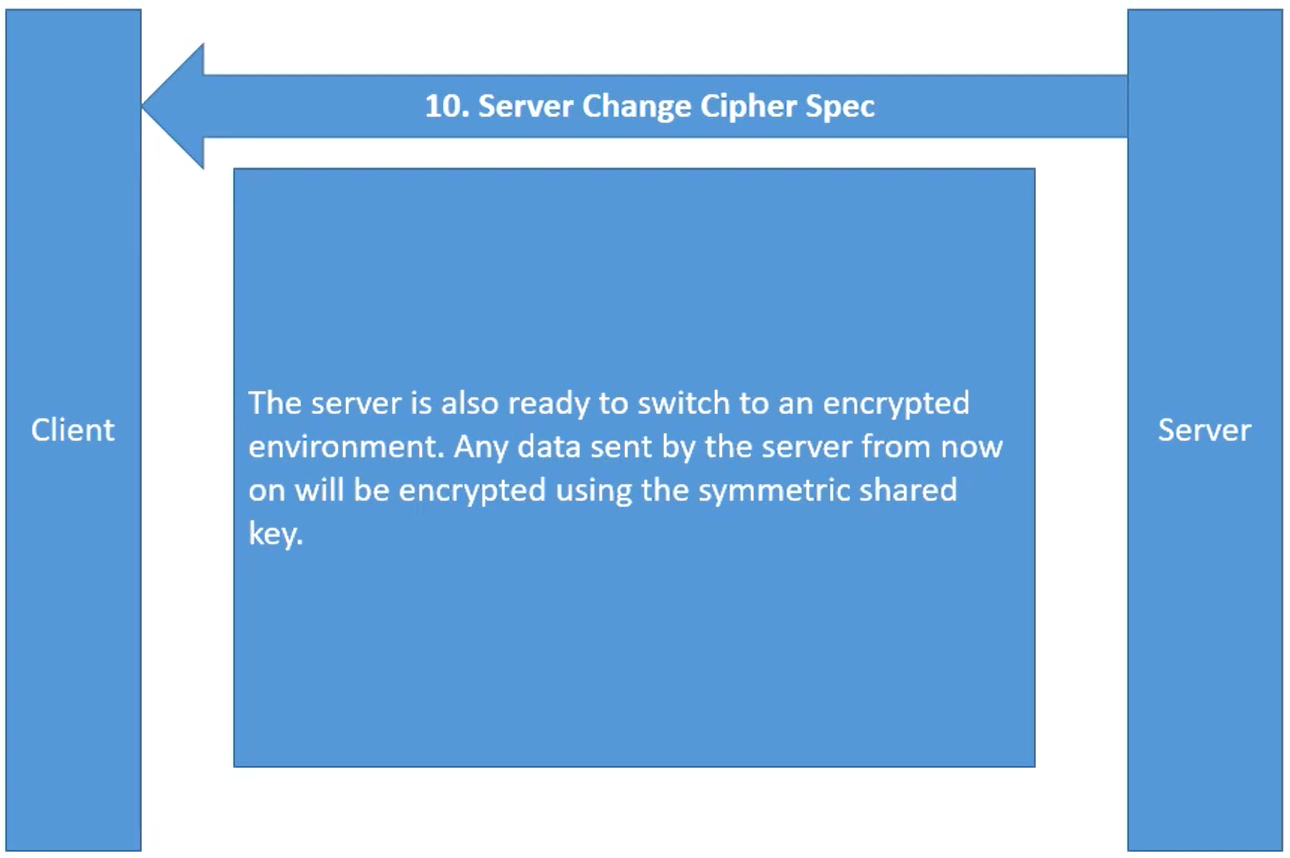 10. Server Change Cipher Spec
Client
The server is also ready to switch to an encrypted
environment. Any data sent by the server from now
on will be encrypted using the symmetric shared
key.
Server